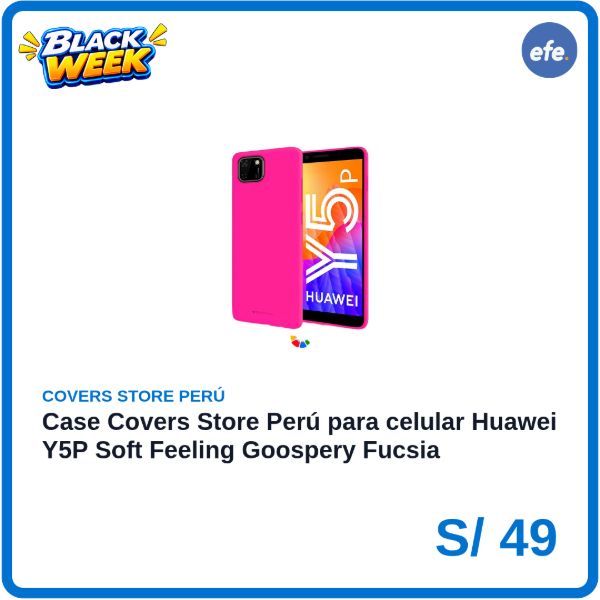 BLACK
WEEK
efe.
Y5P
HUAWEI
COVERS STORE PERÚ
Case Covers Store Perú para celular Huawei
Y5P Soft Feeling Goospery Fucsia
S/ 49